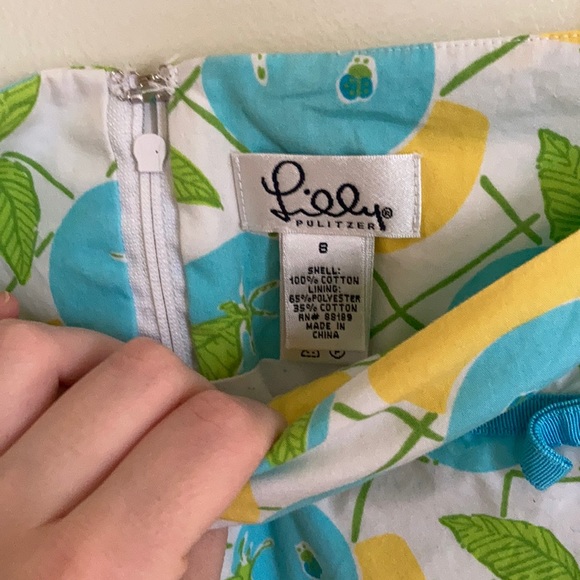 Lilly®
PULITZER
8
SHELL:
100% COTTON
LINING:
65% POLYESTER
35% COTTON
RN# 88189
MADE IN
CHINA